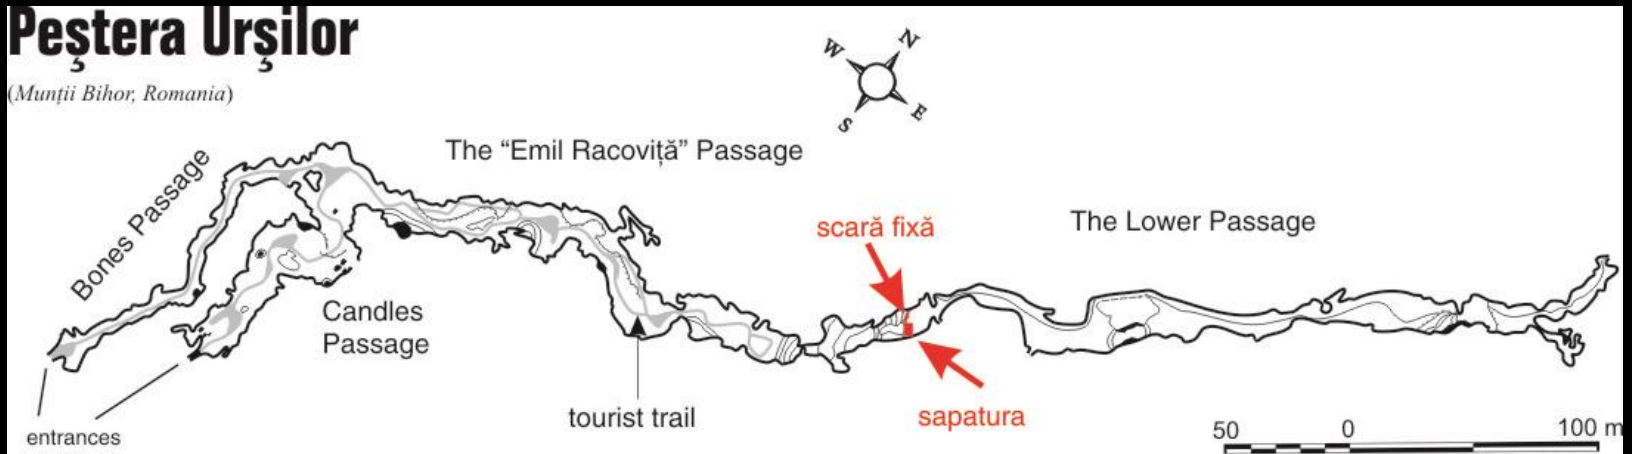 Peştera Urşilor
(Munţii Bihor, Romania)
N
W
E
S
The “Emil Racoviţă” Passage
Bones Passage
scară fixă
The Lower Passage
Candles
Passage
tourist trail
sapatura
entrances
50 0 100 m